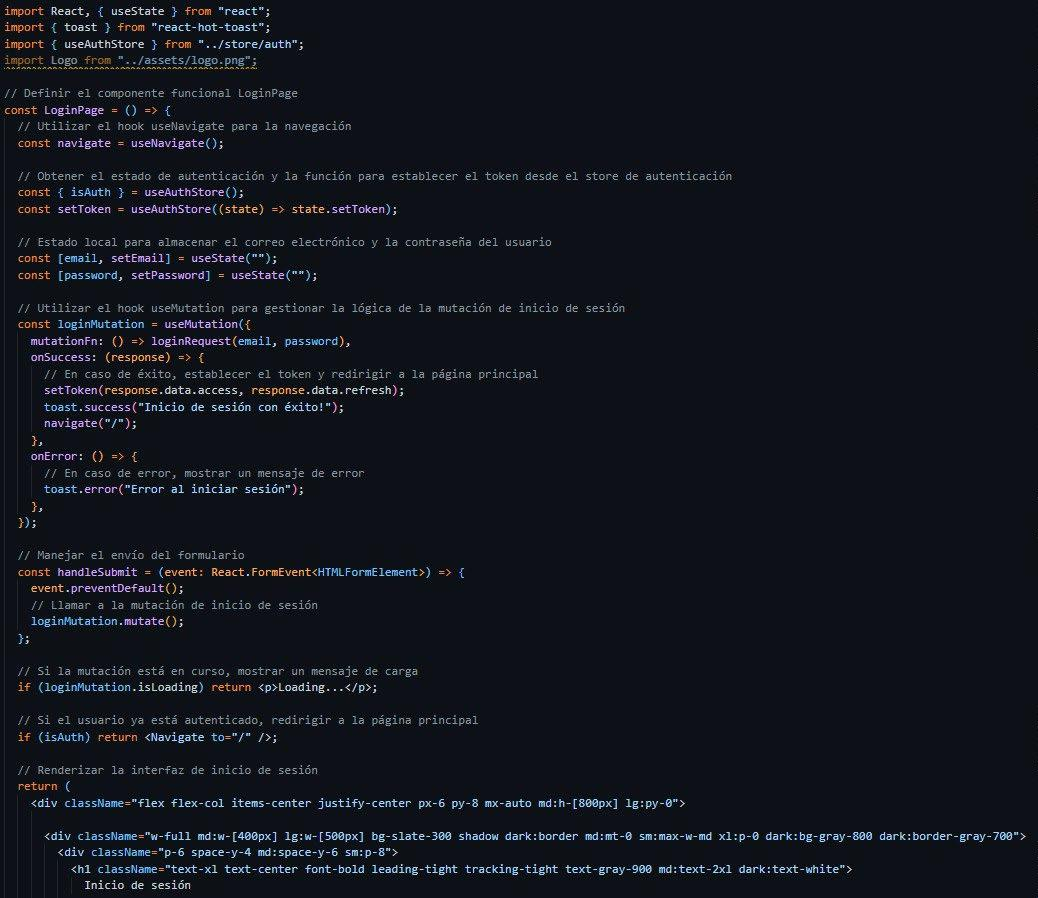 import React, { useState } from "react";
import { toast } from "react-hot-toast";
import { useAuthStore } from "../store/auth";
import Logo from "../assets/logo.png";
// Definir el componente funcional LoginPage
const LoginPage = () => {
// Utilizar el hook useNavigate para la navegación
const navigate = useNavigate();
// Obtener el estado de autenticación y la función para establecer el token desde el store de autenticación
const { isAuth } = useAuthStore();
const setToken = useAuthStore((state) => state.setToken);
// Estado local para almacenar el correo electrónico y la contraseña del usuario
const [email, setEmail] = useState("");
const [password, setPassword] = useState("");
// Utilizar el hook useMutation para gestionar la lógica de la mutación de inicio de sesión
const loginMutation = useMutation({
mutationFn: () => loginRequest(email, password),
onSuccess: (response) => {
// En caso de éxito, establecer el token y redirigir a la página principal
setToken(response.data.access, response.data.refresh);
toast.success("Inicio de sesión con éxito!");
navigate("/");
},
onError: () => {
// En caso de error, mostrar un mensaje de error
toast.error("Error al iniciar sesión");
},
});
// Manejar el envío del formulario
const handleSubmit = (event: React.FormEvent<HTMLFormElement>) => {
event.preventDefault();
// Llamar a la mutación de inicio de sesión
loginMutation.mutate();
};
// Si la mutación está en curso, mostrar un mensaje de carga
if (loginMutation.isLoading) return <p>Loading...</p>;
// Si el usuario ya está autenticado, redirigir a la página principal
if (isAuth) return <Navigate to="/" />;
// Renderizar la interfaz de inicio de sesión
return (
<div className="flex flex-col items-center justify-center px-6 py-8 mx-auto md:h-[800px] lg:py-0">
<div className="w-full md:w-[400px] lg:w-[500px] bg-slate-300 shadow dark:border md:mt-0 sm:max-w-md xl:p-0 dark:bg-gray-800 dark:border-gray-700">
<div className="p-6 space-y-4 md:space-y-6 sm:p-8">
<h1 className="text-xl text-center font-bold leading-tight tracking-tight text-gray-900 md:text-2xl dark:text-white">
Inicio de sesión